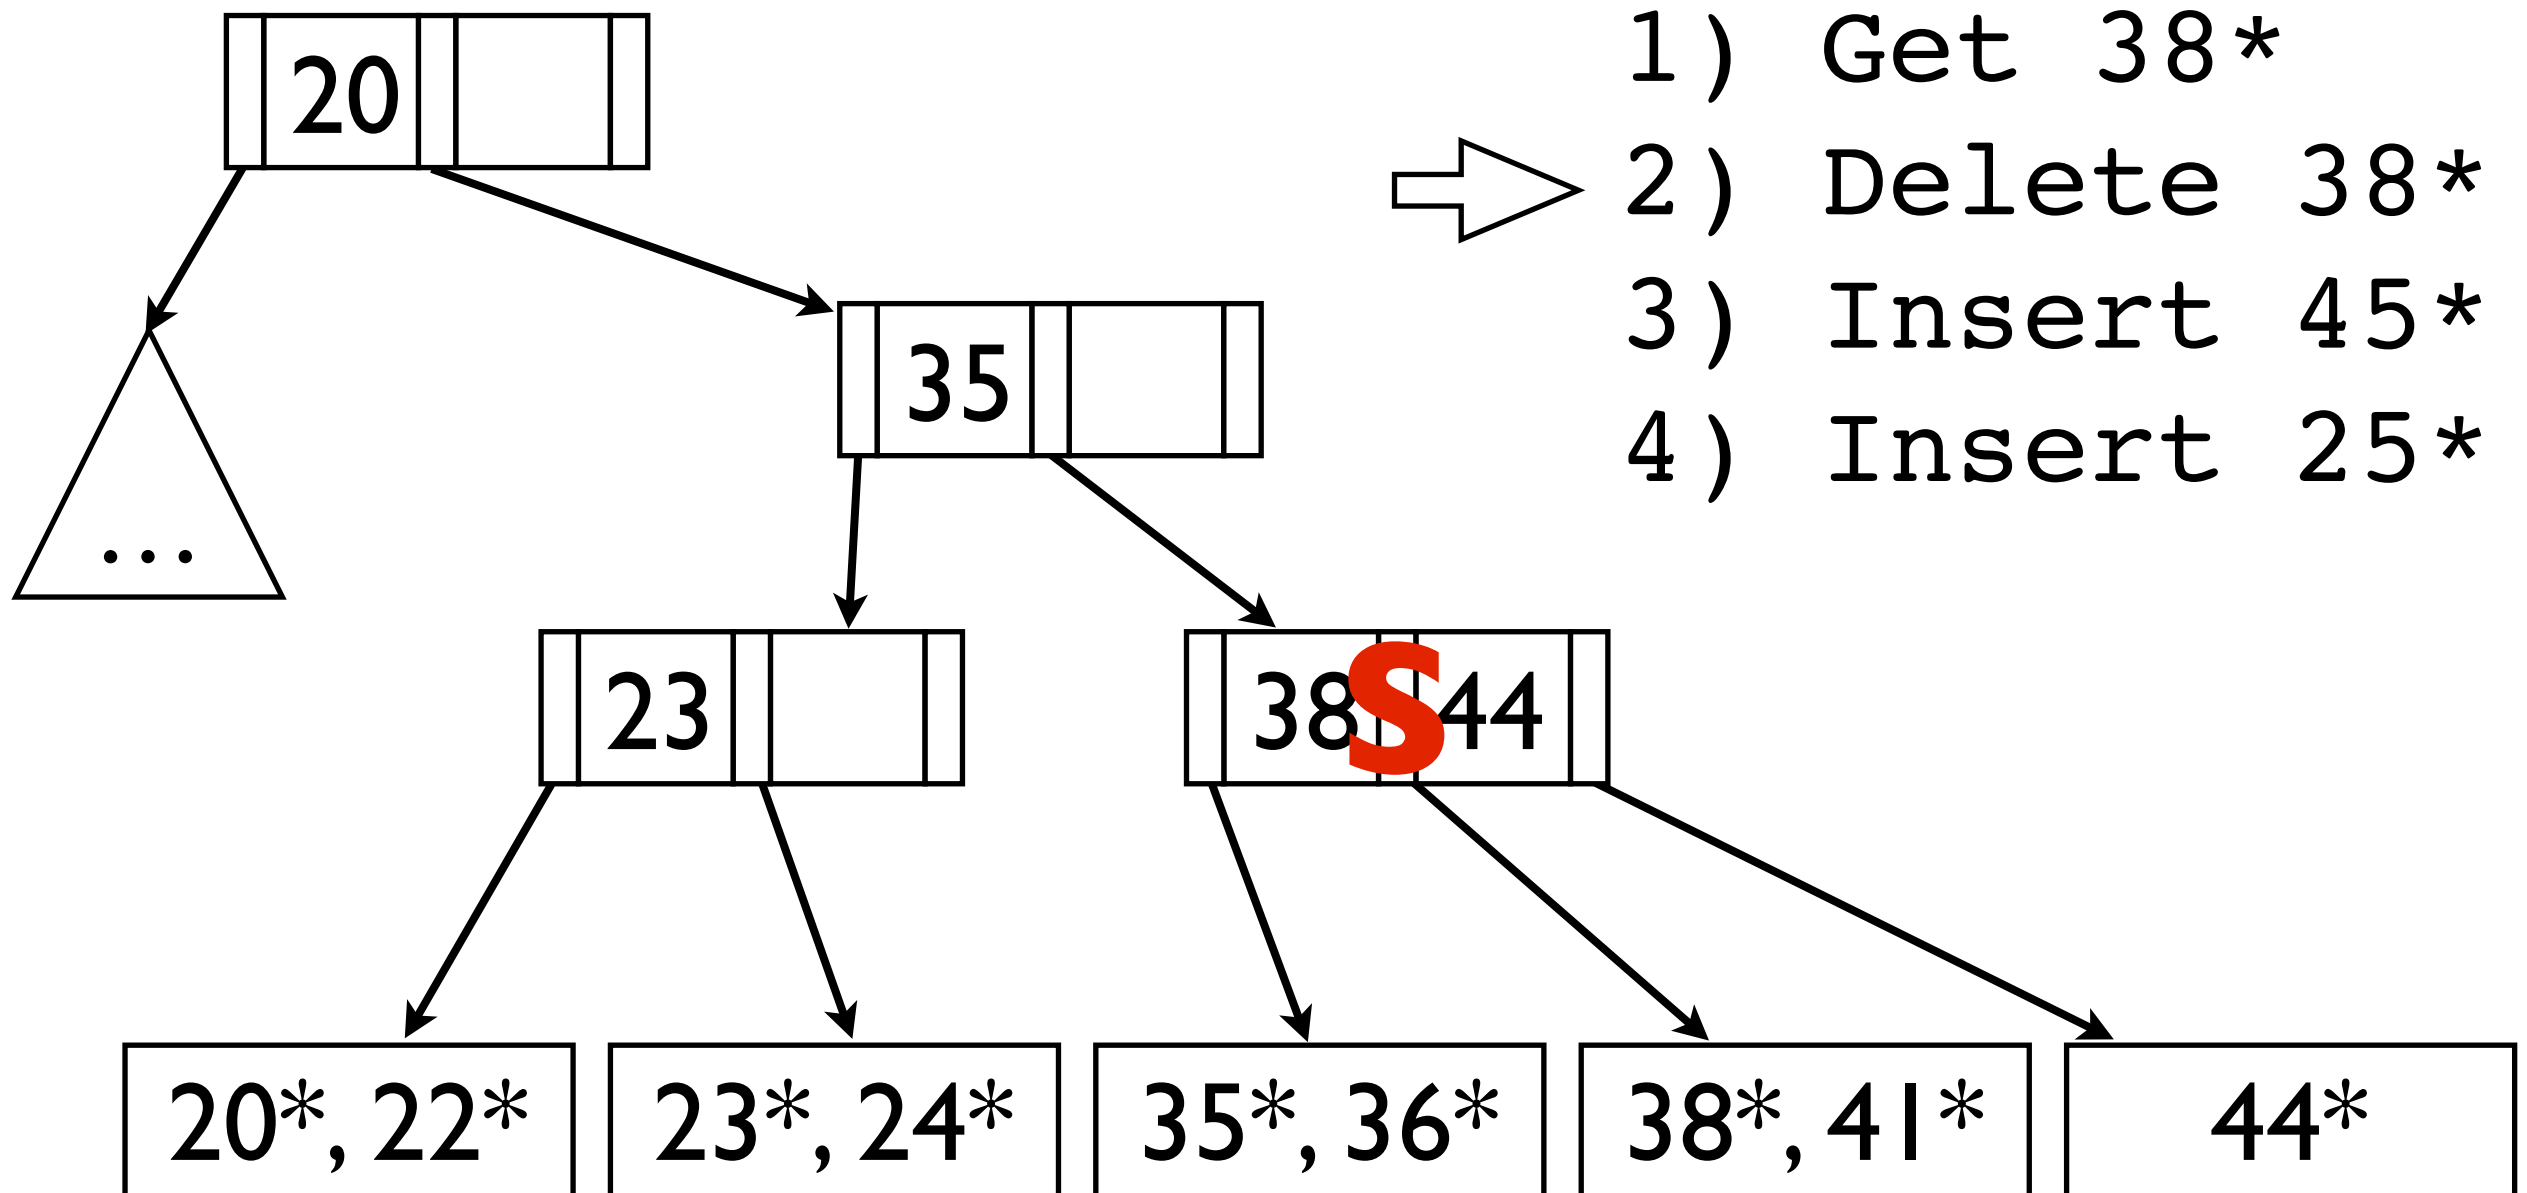 1) Get 38*
2) Delete 38*
3) Insert 45*
4) Insert 25*
20
35
...
23
38 S 44
20*, 22*
23*, 24*
35*, 36*
38*, 41*
44*